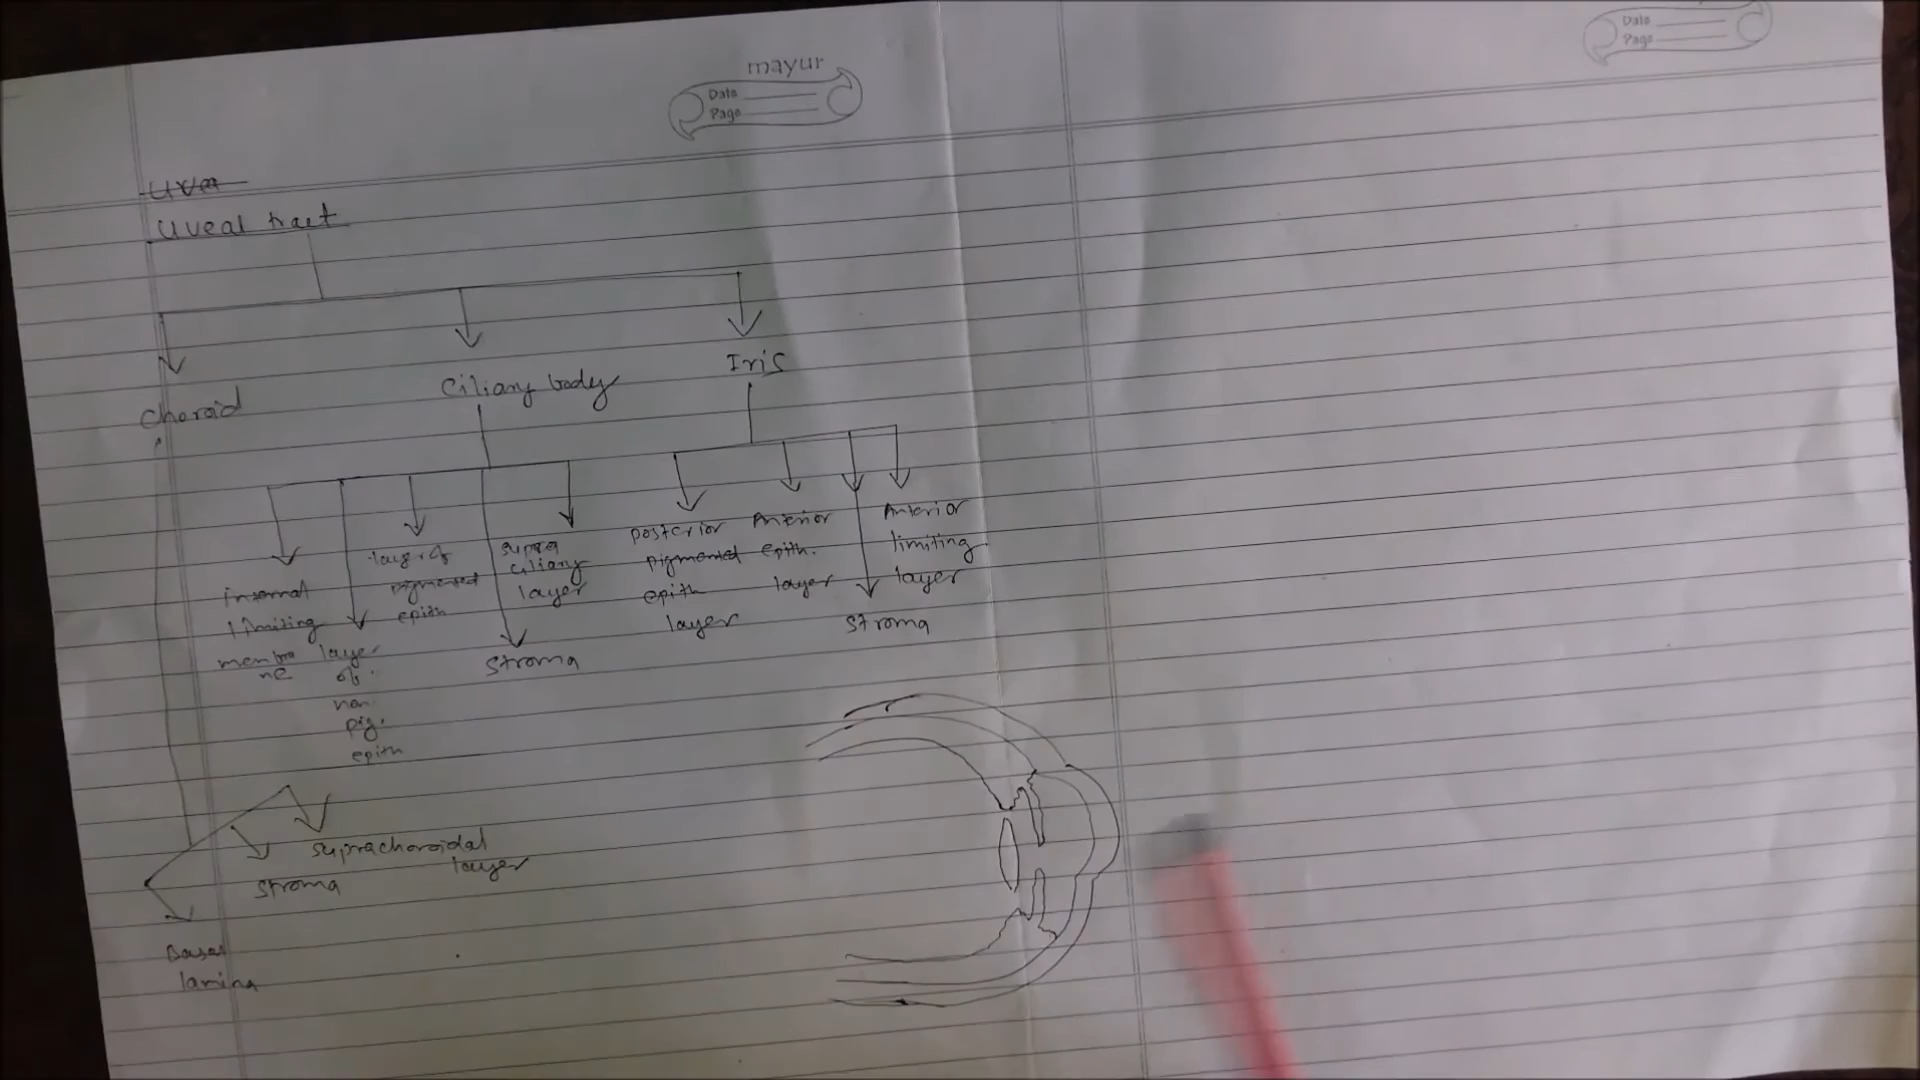 mayur
Date
Page
Date
Page
Uvea
Uveal tract
Choroid
Ciliary body
Iris
internal
limiting
membra
ne
layer
of
non
pig.
epith
layer of
pigmented
epith
stroma
supra
ciliary
layer
posterior
pigmented
epith
layer
Anterior
epith.
layer
stroma
Anterior
limiting
layer
suprachoroidal
layer
stroma
Basal
lamina